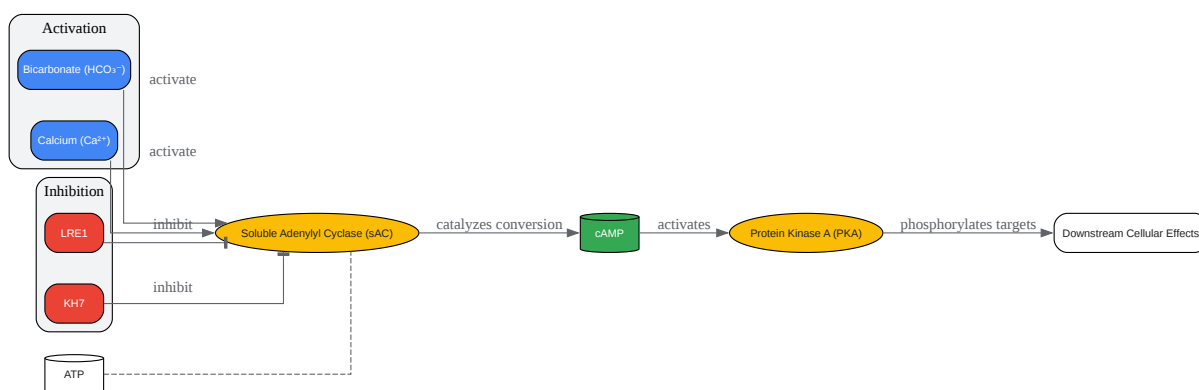 Activation
Bicarbonate (HCO₃⁻)
activate
Calcium (Ca²⁺)
activate
Inhibition
LRE1
inhibit
Soluble Adenylyl Cyclase (sAC)
catalyzes conversion
cAMP
activates
Protein Kinase A (PKA)
phosphorylates targets
Downstream Cellular Effects
KH7
inhibit
ATP